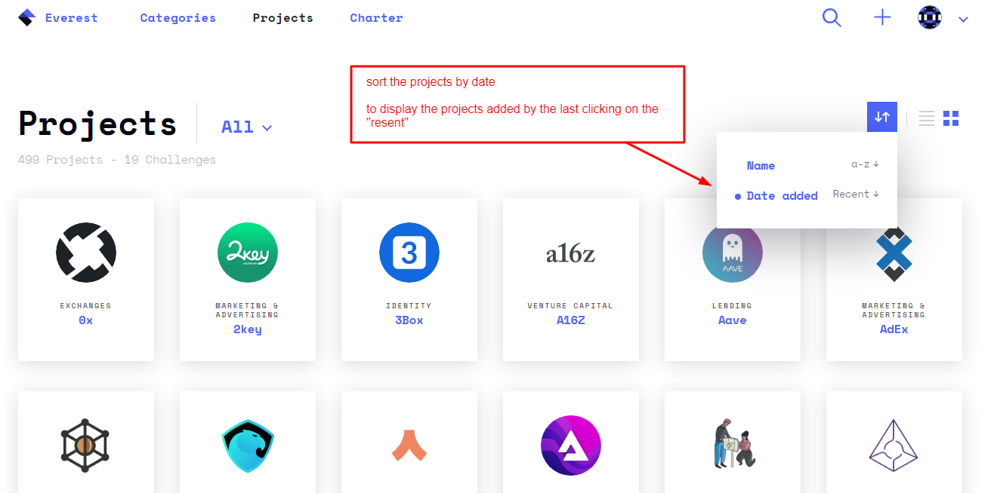 Everest
Categories
Projects
Charter
sort the projects by date
to display the projects added by the last clicking on the
"resent"
Projects
All
499 Projects - 19 Challenges
Name
a-z ↓
Date added
Recent ↓
2key
NETWORK
3
a16z
AAVE
EXCHANGES
0x
MARKETING &
ADVERTISING
2key
IDENTITY
3Box
VENTURE CAPITAL
A16Z
LENDING
Aave
MARKETING &
ADVERTISING
AdEx